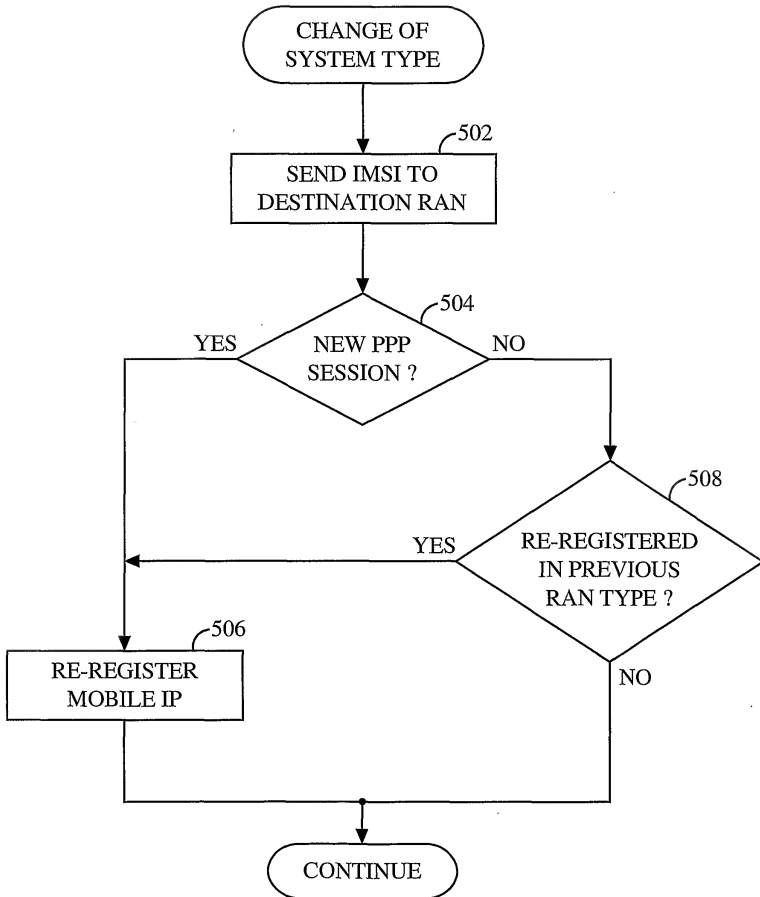 CHANGE OF
SYSTEM TYPE
502
SEND IMSI TO
DESTINATION RAN
504
YES
NEW PPP
SESSION ?
NO
508
YES
RE-REGISTERED
IN PREVIOUS
RAN TYPE ?
506
RE-REGISTER
MOBILE IP
NO
CONTINUE